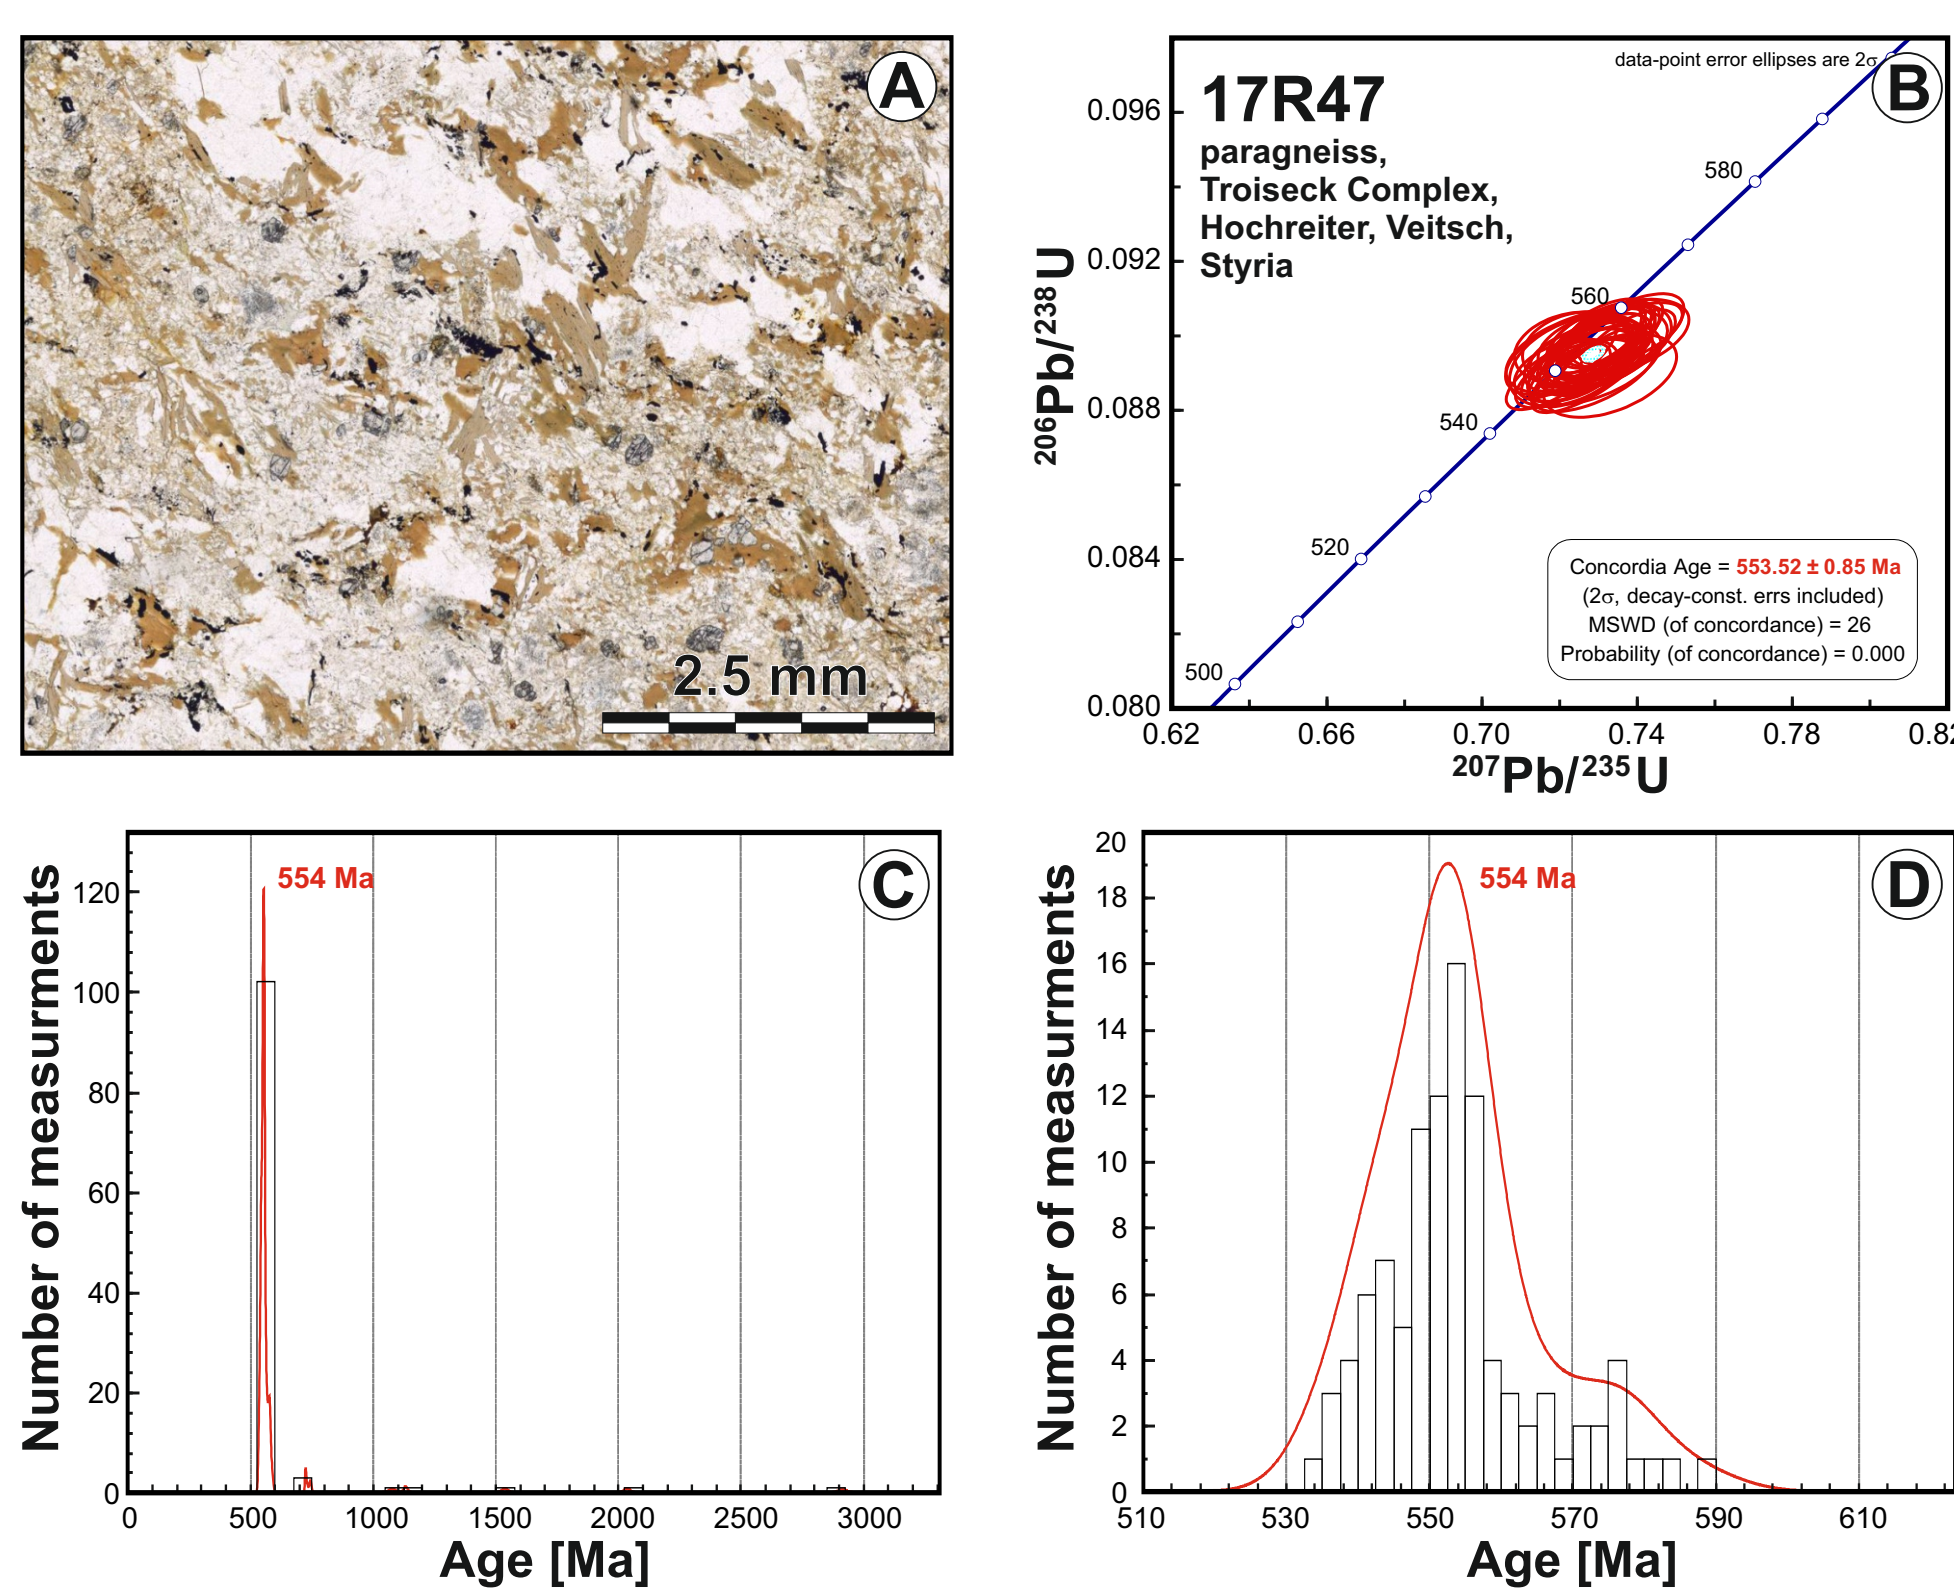 A
2.5 mm
data-point error ellipses are 2σ
B
17R47
paragneiss,
Troiseck Complex,
Hochreiter, Veitsch,
Styria
0.096
0.092
0.088
0.084
0.080
580
560
540
520
500
206Pb/238U
Concordia Age = 553.52 ± 0.85 Ma
(2σ, decay-const. errs included)
MSWD (of concordance) = 26
Probability (of concordance) = 0.000
0.62 0.66 0.70 0.74 0.78 0.82
207Pb/235U
C
554 Ma
Number of measurments
120
100
80
60
40
20
0
0 500 1000 1500 2000 2500 3000
Age [Ma]
D
554 Ma
Number of measurments
20
18
16
14
12
10
8
6
4
2
0
510 530 550 570 590 610
Age [Ma]